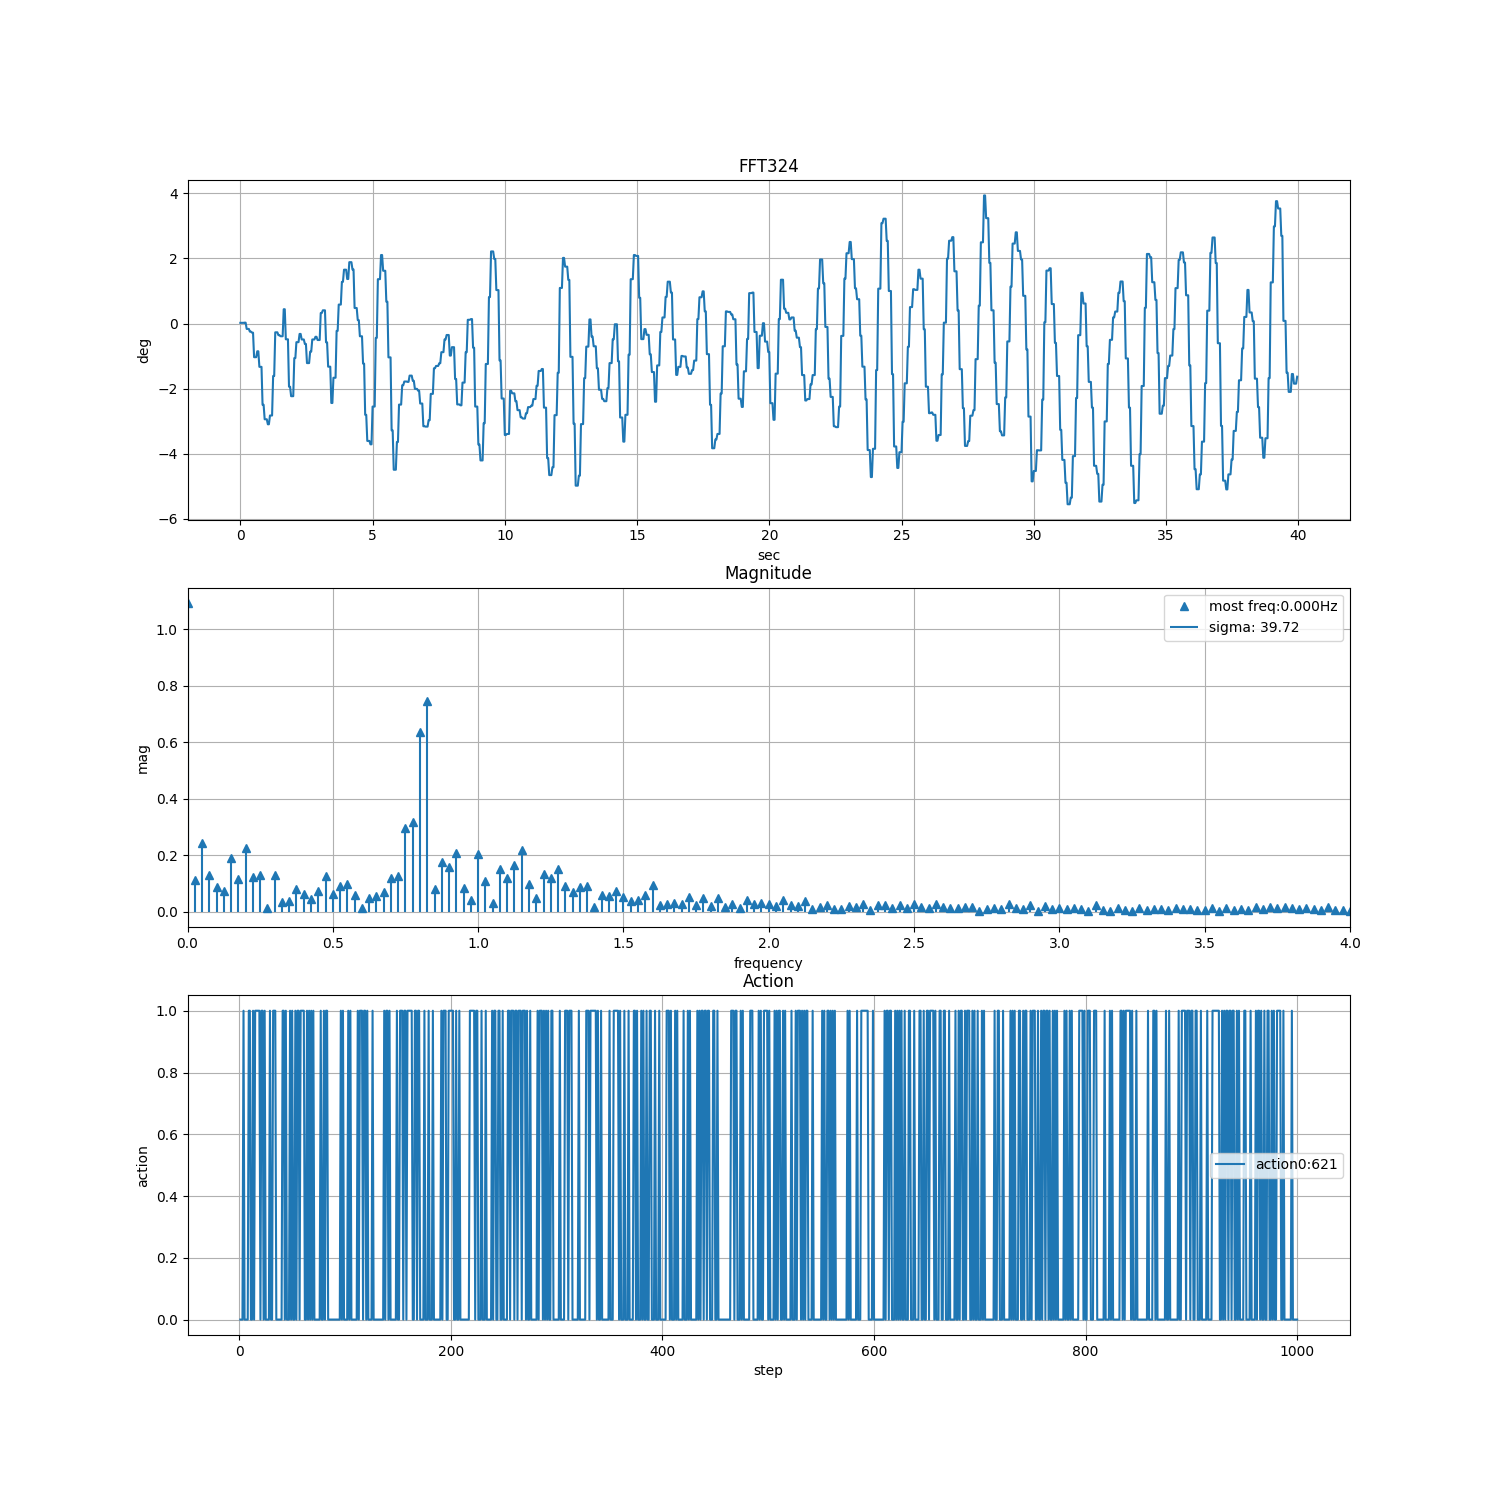 FFT324
4
2
0
−2
−4
−6
deg
0 5 10 15 20 25 30 35 40
sec
Magnitude
most freq:0.000Hz
sigma: 39.72
1.0
0.8
0.6
0.4
0.2
0.0
mag
0.0 0.5 1.0 1.5 2.0 2.5 3.0 3.5 4.0
frequency
Action
1.0
0.8
0.6
0.4
0.2
0.0
action
action0:621
0 200 400 600 800 1000
step